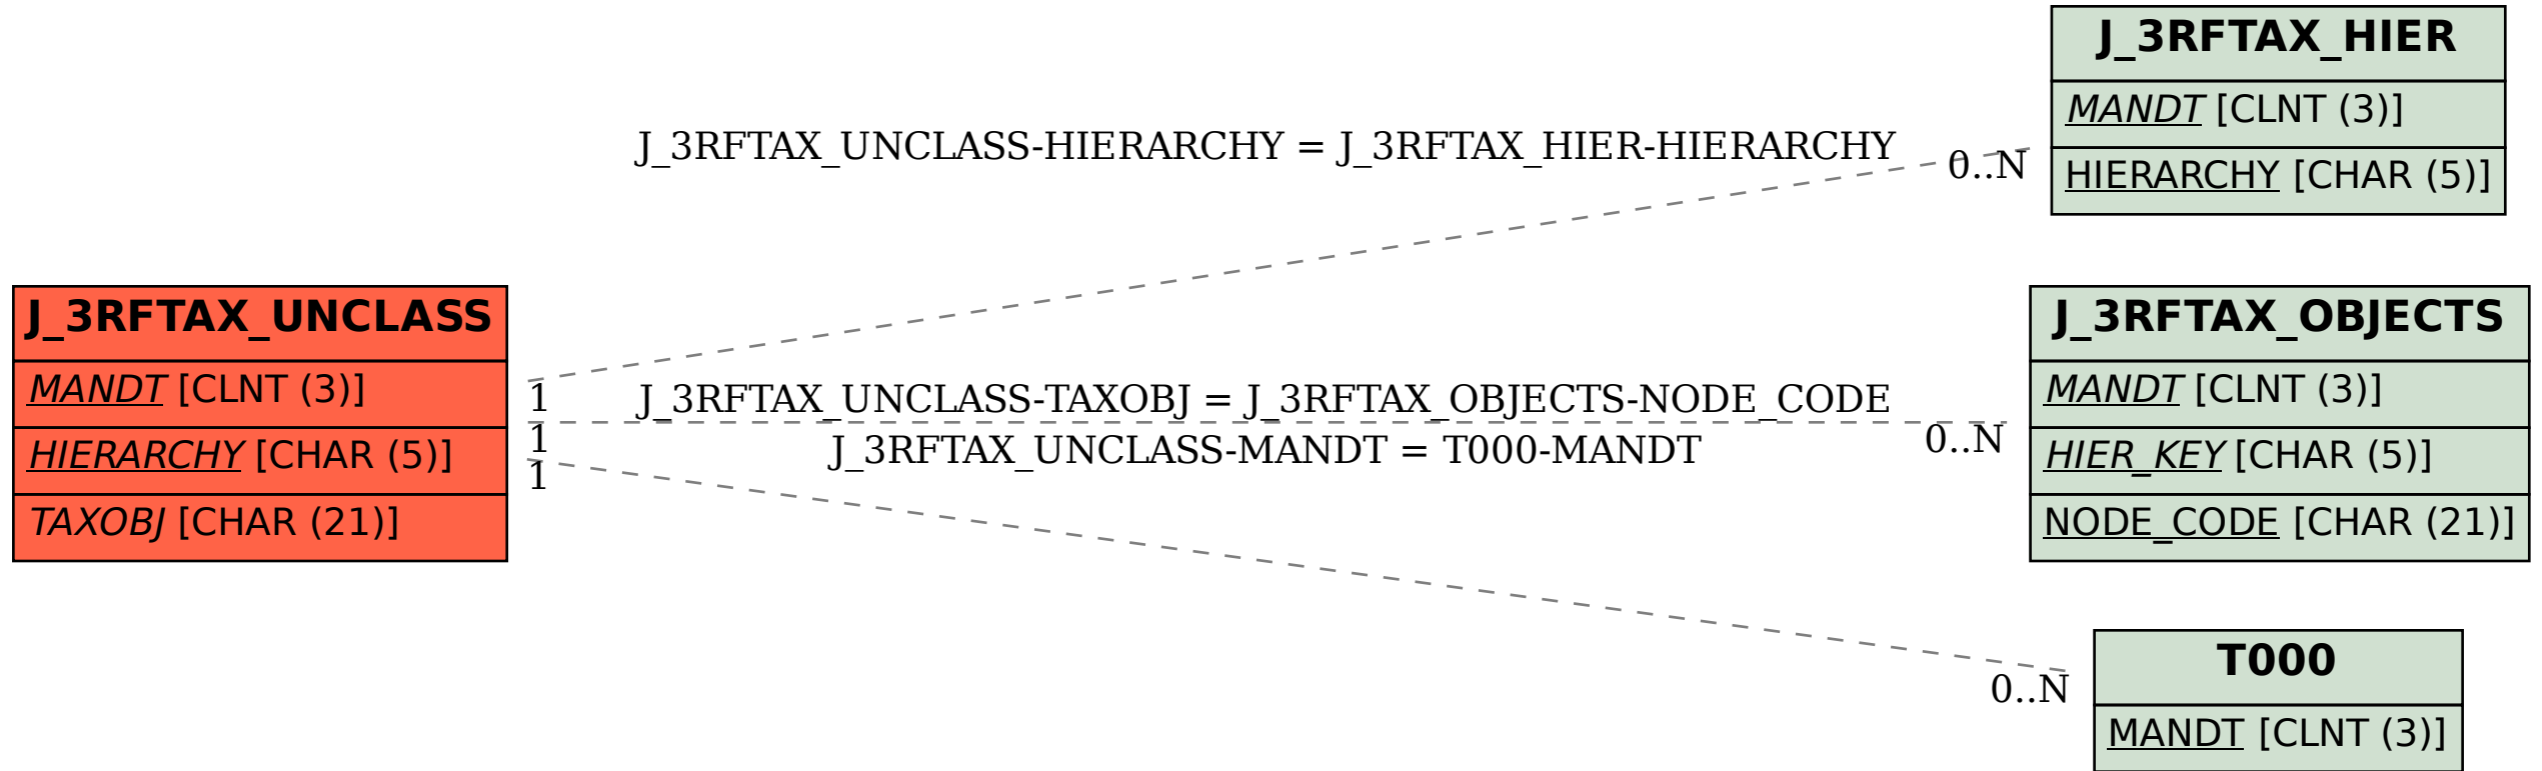 J_3RFTAX_HIER
MANDT [CLNT (3)]
HIERARCHY [CHAR (5)]
J_3RFTAX_UNCLASS-HIERARCHY = J_3RFTAX_HIER-HIERARCHY
0..N
J_3RFTAX_UNCLASS
MANDT [CLNT (3)]
HIERARCHY [CHAR (5)]
TAXOBJ [CHAR (21)]
1
J_3RFTAX_UNCLASS-TAXOBJ = J_3RFTAX_OBJECTS-NODE_CODE
1
0..N
J_3RFTAX_UNCLASS-MANDT = T000-MANDT
1
J_3RFTAX_OBJECTS
MANDT [CLNT (3)]
HIER_KEY [CHAR (5)]
NODE_CODE [CHAR (21)]
0..N
T000
MANDT [CLNT (3)]